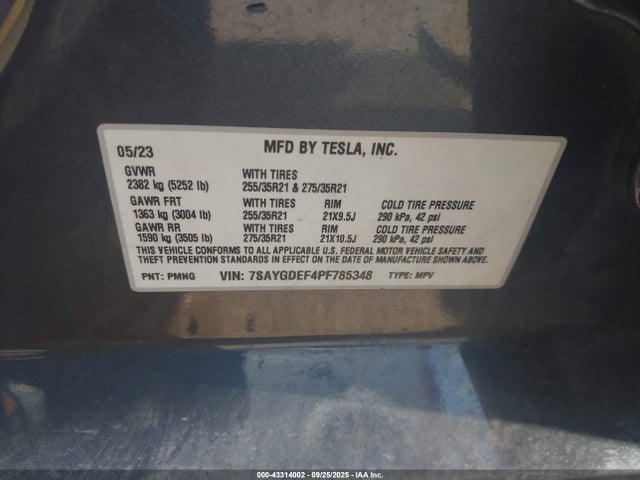 05/23 MFD BY TESLA, INC.
GVWR WITH TIRES
2382 kg (5252 lb) 255/35R21 & 275/35R21
GAWR FRT WITH TIRES RIM COLD TIRE PRESSURE
1363 kg (3004 lb) 255/35R21 21X9.5J 290 kPa, 42 psi
GAWR RR WITH TIRES RIM COLD TIRE PRESSURE
1590 kg (3505 lb) 275/35R21 21X10.5J 290 kPa, 42 psi
THIS VEHICLE CONFORMS TO ALL APPLICABLE U.S. FEDERAL MOTOR VEHICLE SAFETY AND
THEFT PREVENTION STANDARDS IN EFFECT ON THE DATE OF MANUFACTURE SHOWN ABOVE.
PNT: PMNG VIN: 7SAYGDEF4PF785348 TYPE: MPV
000-43314002 - 09/25/2025 - IAA Inc.